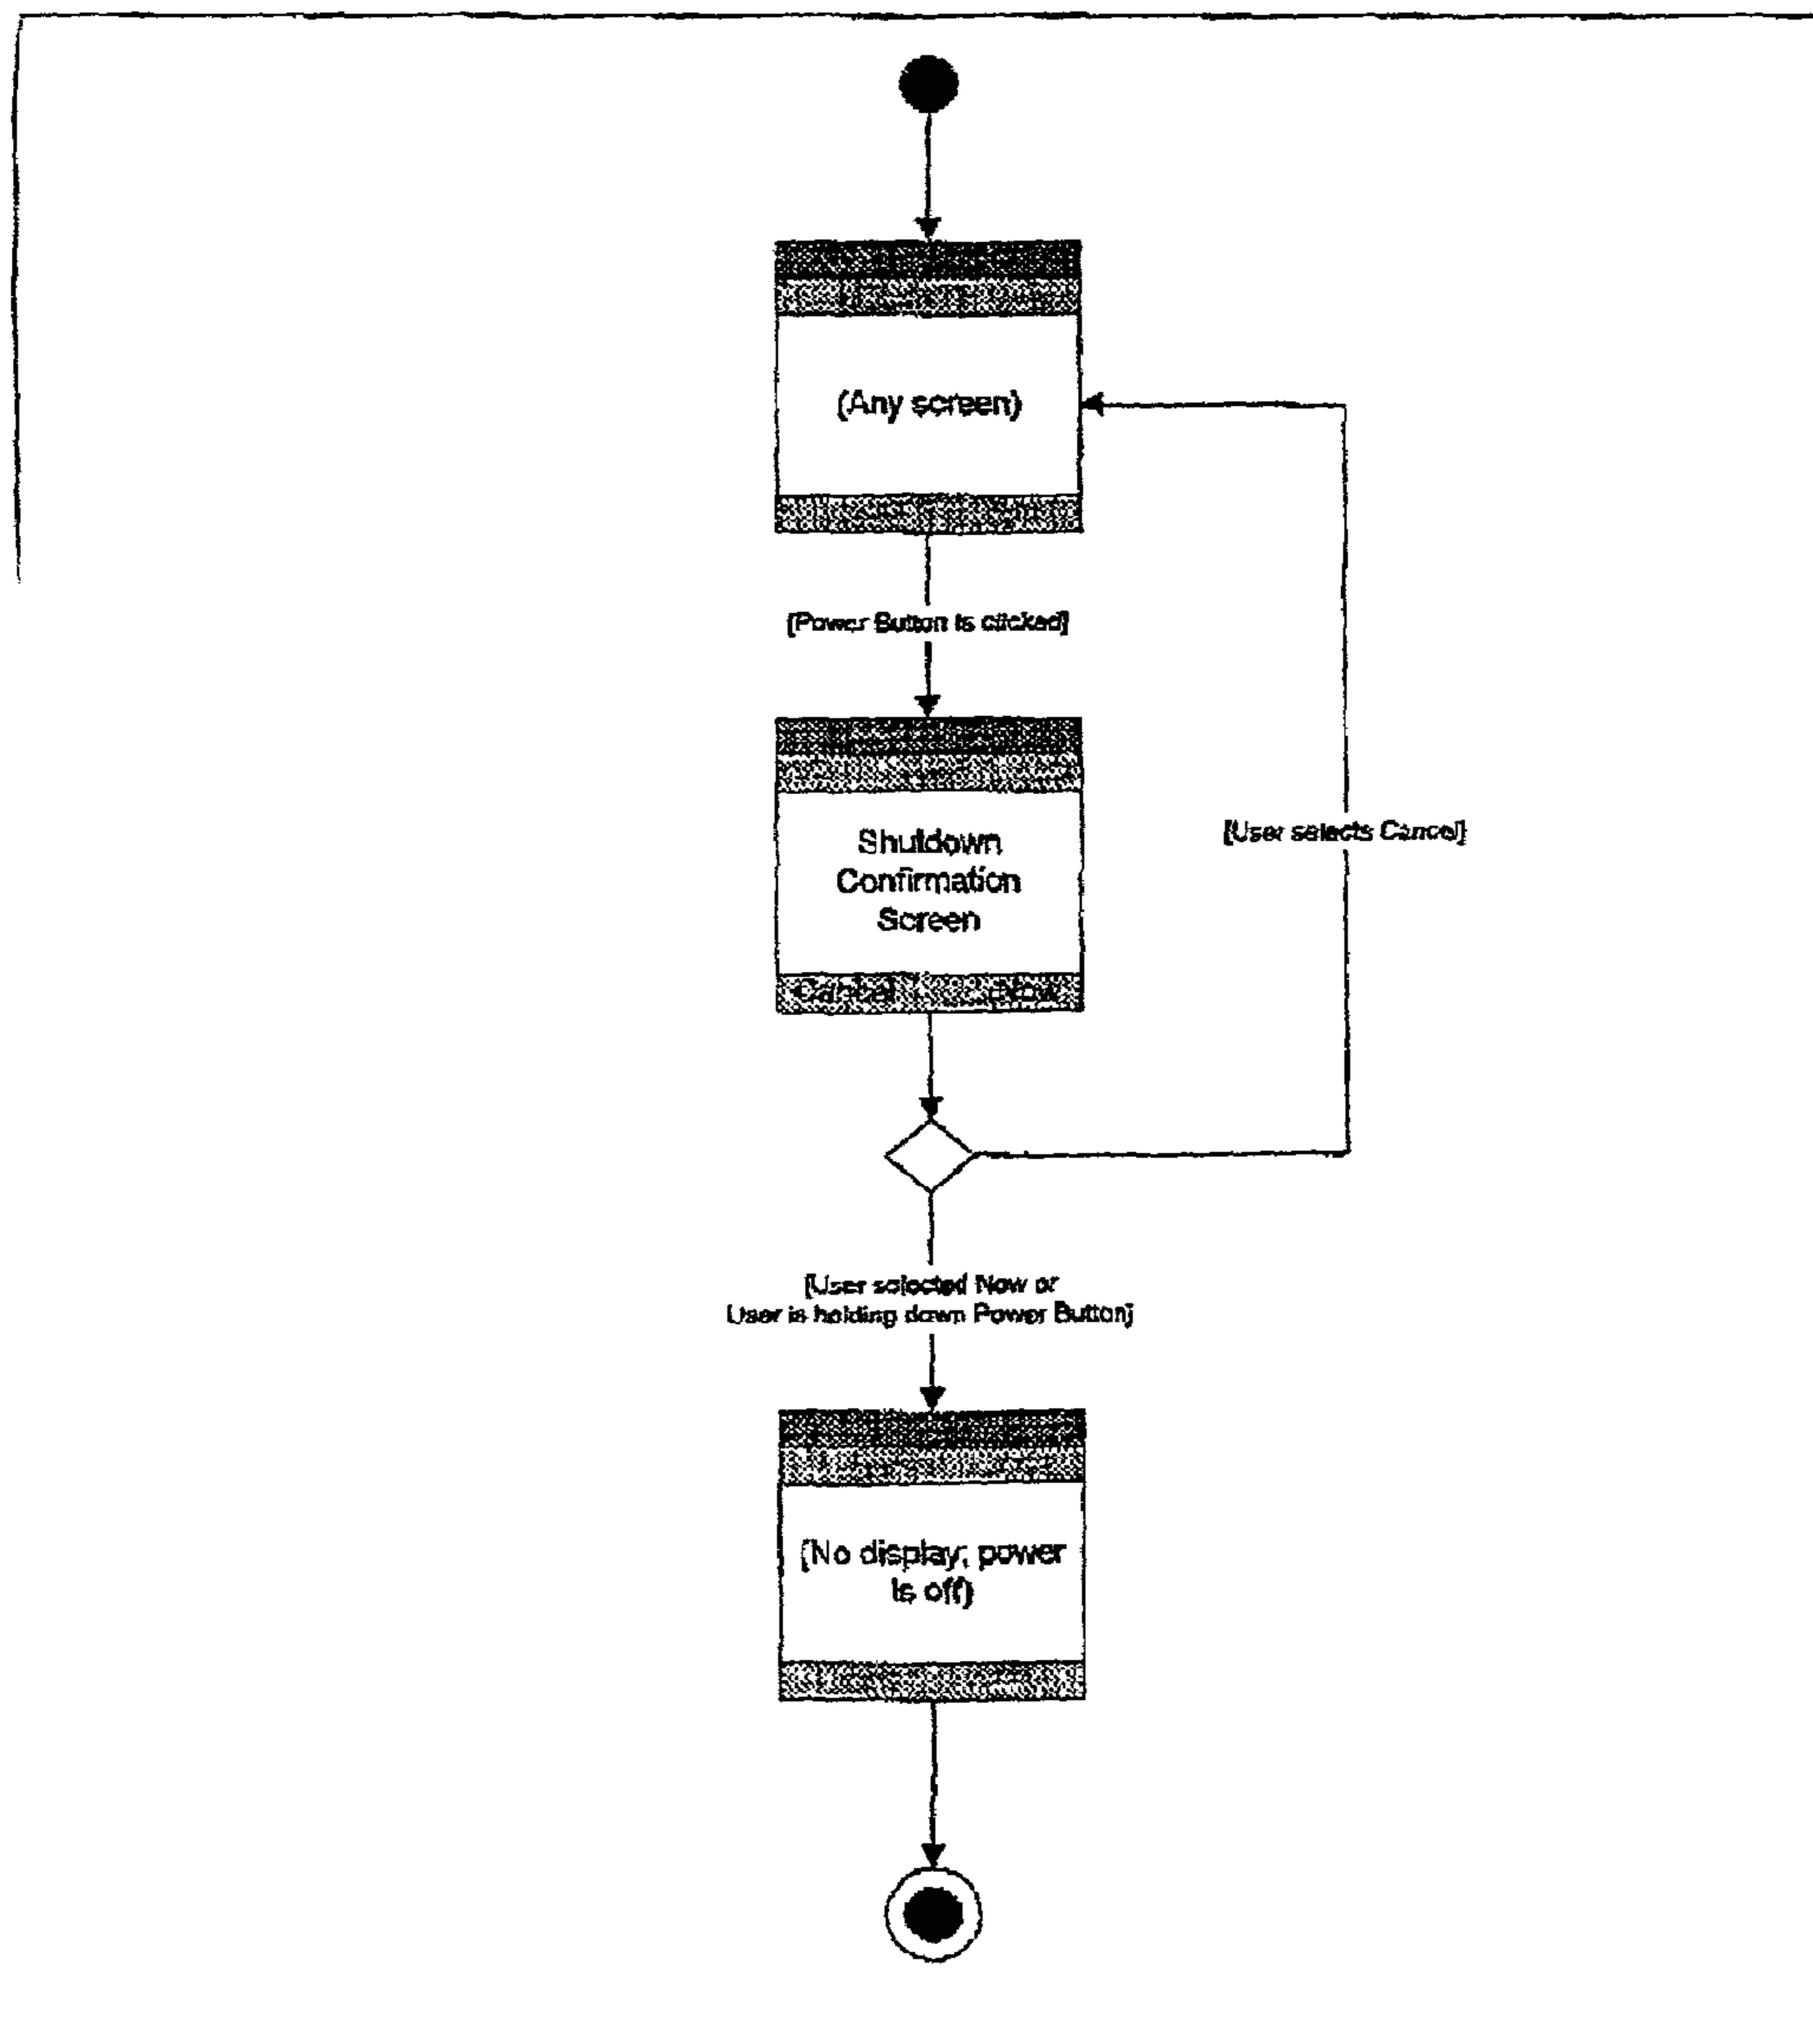 (Any screen)
[Power Button is clicked]
Shutdown
Confirmation
Screen
[User selects Cancel]
Cancel Now
[User selected Now or
User is holding down Power Button]
(No display; power
is off)